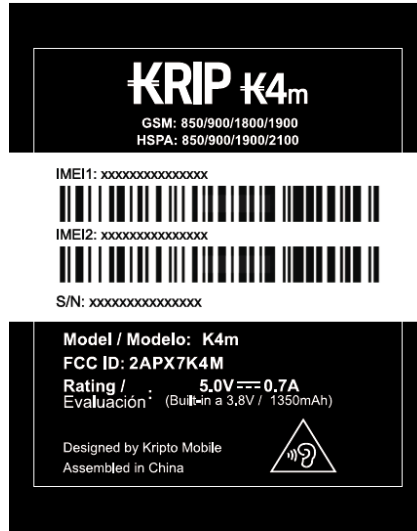 KRIP K4m
GSM: 850/900/1800/1900
HSPA: 850/900/1900/2100
IMEI1: xxxxxxxxxxxxxxx
IMEI2: xxxxxxxxxxxxxxx
S/N: xxxxxxxxxxxxxxx
Model / Modelo: K4m
FCC ID: 2APX7K4M
Rating / Evaluación : 5.0V⎓0.7A
(Built-in a 3.8V / 1350mAh)
Designed by Kripto Mobile
Assembled in China